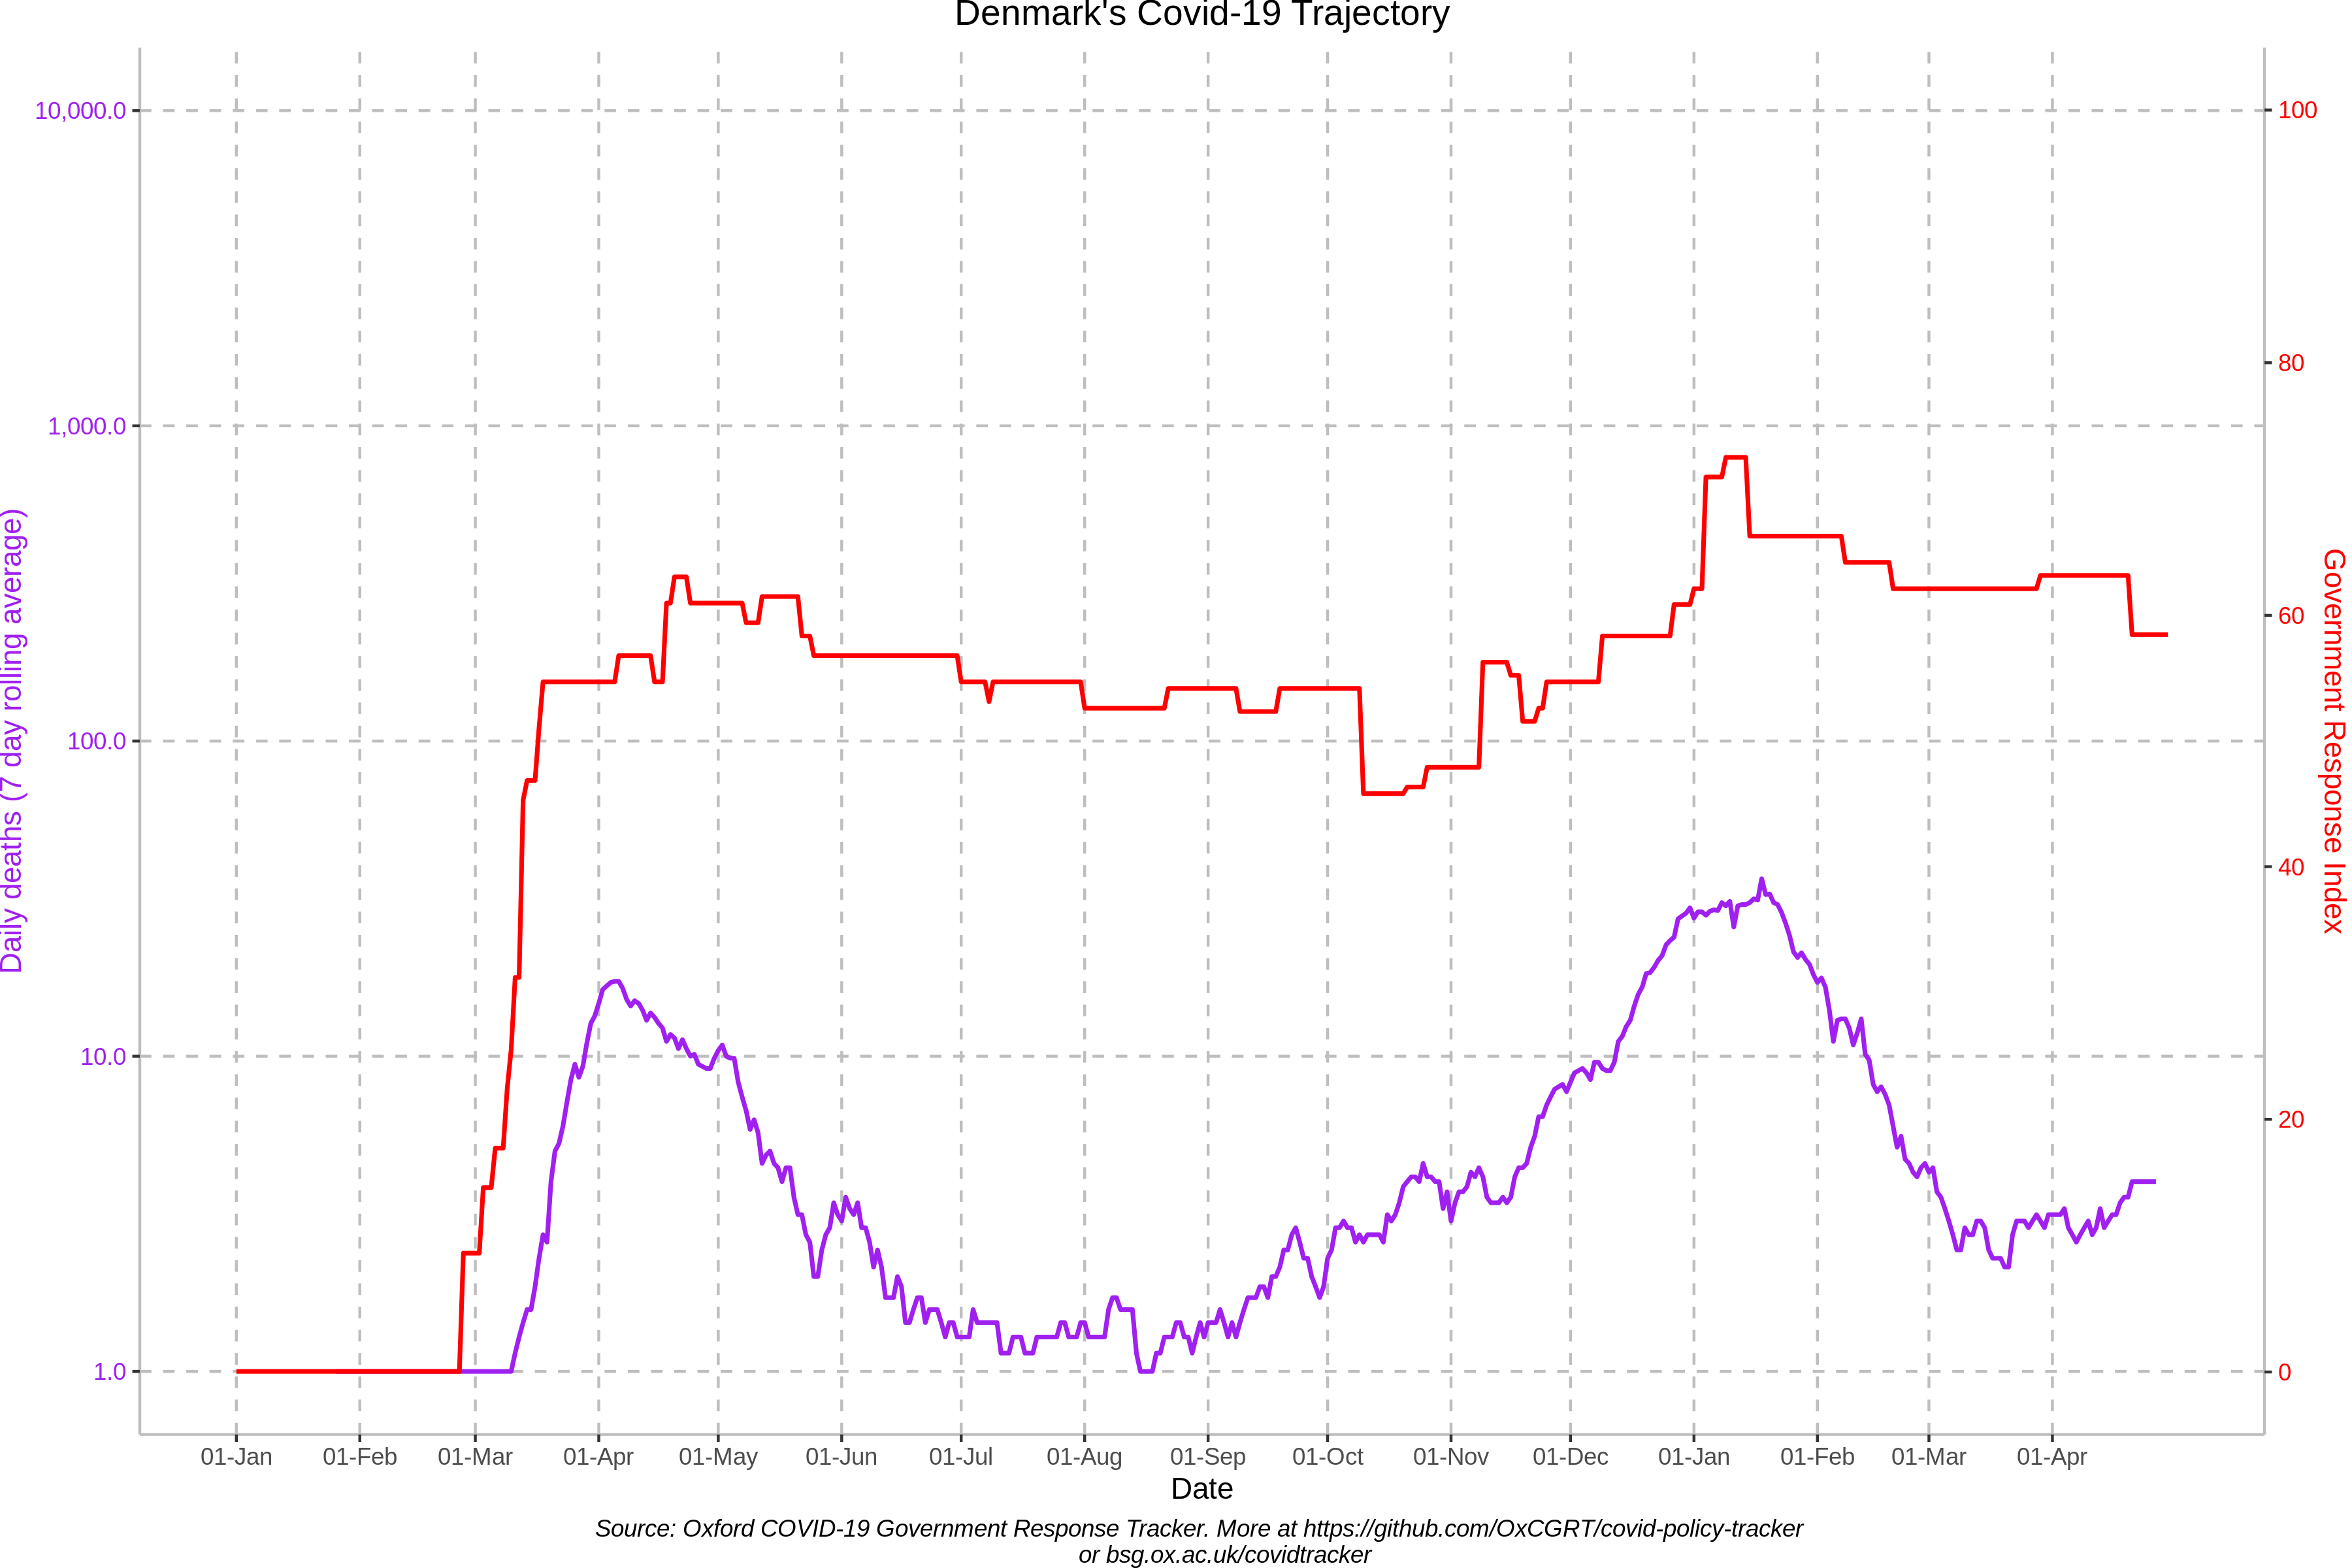 Denmark's Covid-19 Trajectory
10,000.0
1,000.0
100.0
10.0
1.0
Daily deaths (7 day rolling average)
100
80
60
40
20
0
Government Response Index
01-Jan 01-Feb 01-Mar 01-Apr 01-May 01-Jun 01-Jul 01-Aug 01-Sep 01-Oct 01-Nov 01-Dec 01-Jan 01-Feb 01-Mar 01-Apr
Date
Source: Oxford COVID-19 Government Response Tracker. More at https://github.com/OxCGRT/covid-policy-tracker
or bsg.ox.ac.uk/covidtracker